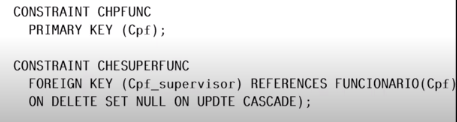 CONSTRAINT CHPFUNC
PRIMARY KEY (Cpf);
CONSTRAINT CHESUPERFUNC
FOREIGN KEY (Cpf_supervisor) REFERENCES FUNCIONARIO(Cpf)
ON DELETE SET NULL ON UPDTE CASCADE);